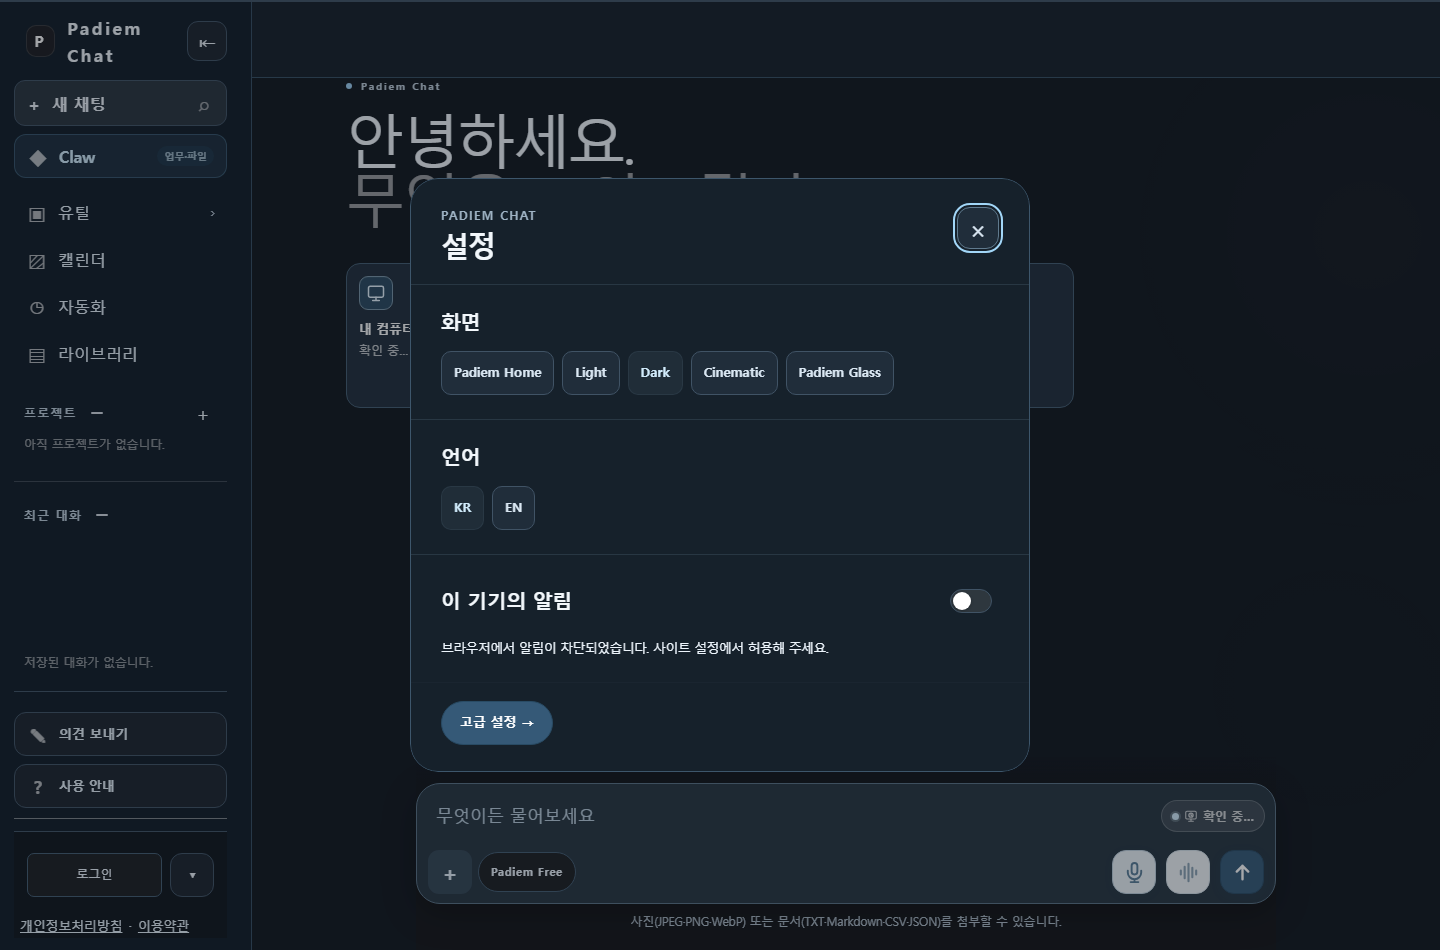 P
Padiem
Chat
+ 새 채팅
Claw 업무·파일
유틸
캘린더
자동화
라이브러리
프로젝트
+
아직 프로젝트가 없습니다.
최근 대화
저장된 대화가 없습니다.
의견 보내기
? 사용 안내
로그인
개인정보처리방침 · 이용약관
Padiem Chat
안녕하세요.
내 컴퓨터
확인 중...
PADIEM CHAT
설정
×
화면
Padiem Home Light Dark Cinematic Padiem Glass
언어
KR EN
이 기기의 알림
브라우저에서 알림이 차단되었습니다. 사이트 설정에서 허용해 주세요.
고급 설정 →
무엇이든 물어보세요
확인 중...
+ Padiem Free
사진(JPEG·PNG·WebP) 또는 문서(TXT·Markdown·CSV·JSON)를 첨부할 수 있습니다.